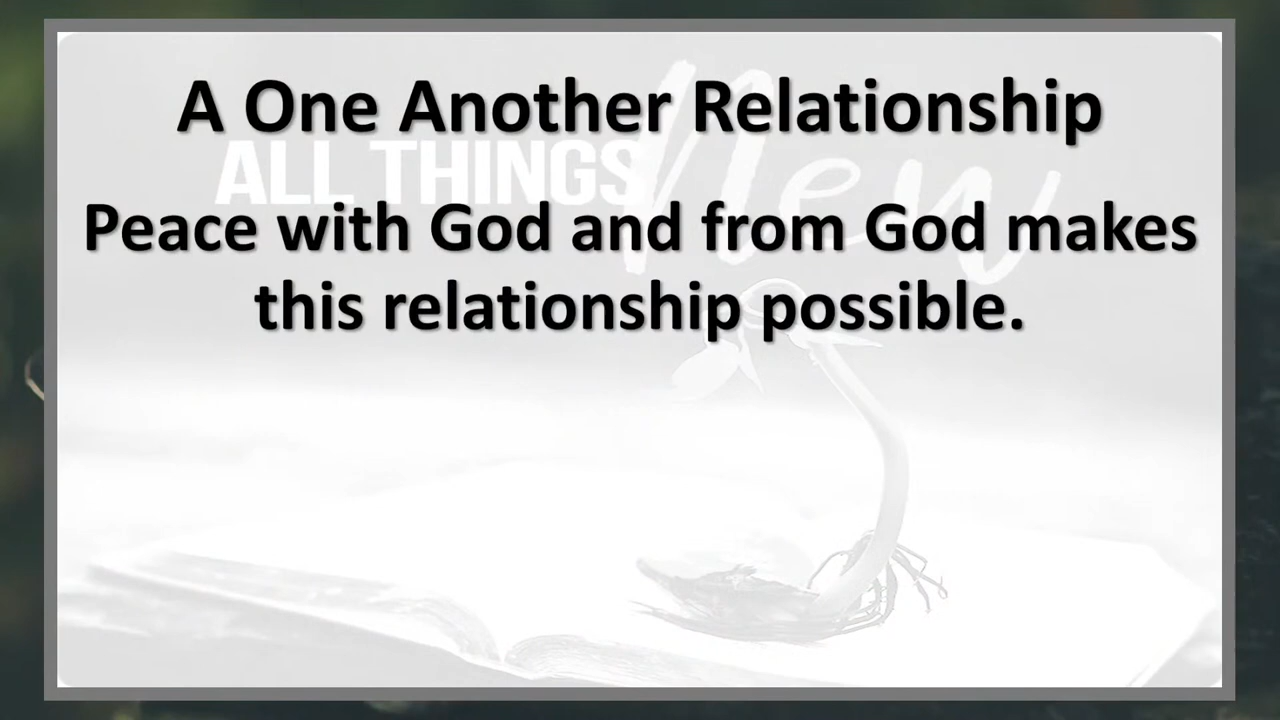 A One Another Relationship
ALL THINGS New
Peace with God and from God makes
this relationship possible.